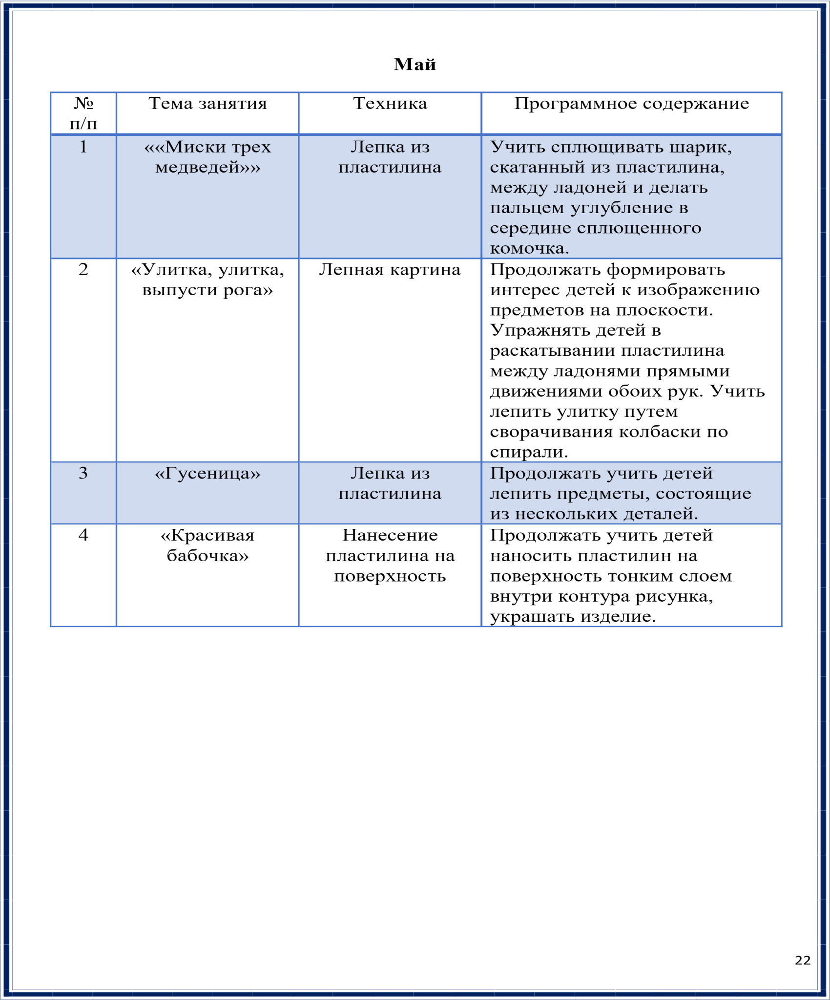 Май
№
п/п
Тема занятия
Техника
Программное содержание
1
««Миски трех
медведей»»
Лепка из
пластилина
Учить сплющивать шарик,
скатанный из пластилина,
между ладоней и делать
пальцем углубление в
середине сплющенного
комочка.
2
«Улитка, улитка,
выпусти рога»
Лепная картина
Продолжать формировать
интерес детей к изображению
предметов на плоскости.
Упражнять детей в
раскатывании пластилина
между ладонями прямыми
движениями обоих рук. Учить
лепить улитку путем
сворачивания колбаски по
спирали.
3
«Гусеница»
Лепка из
пластилина
Продолжать учить детей
лепить предметы, состоящие
из нескольких деталей.
4
«Красивая
бабочка»
Нанесение
пластилина на
поверхность
Продолжать учить детей
наносить пластилин на
поверхность тонким слоем
внутри контура рисунка,
украшать изделие.
22